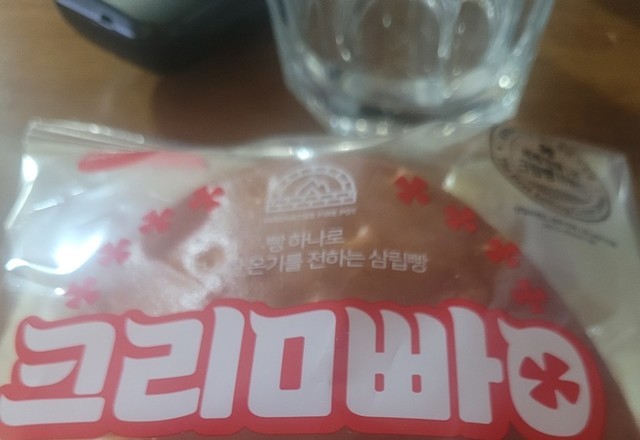 빵 하나로
온기를 전하는 삼립빵
크리미빵